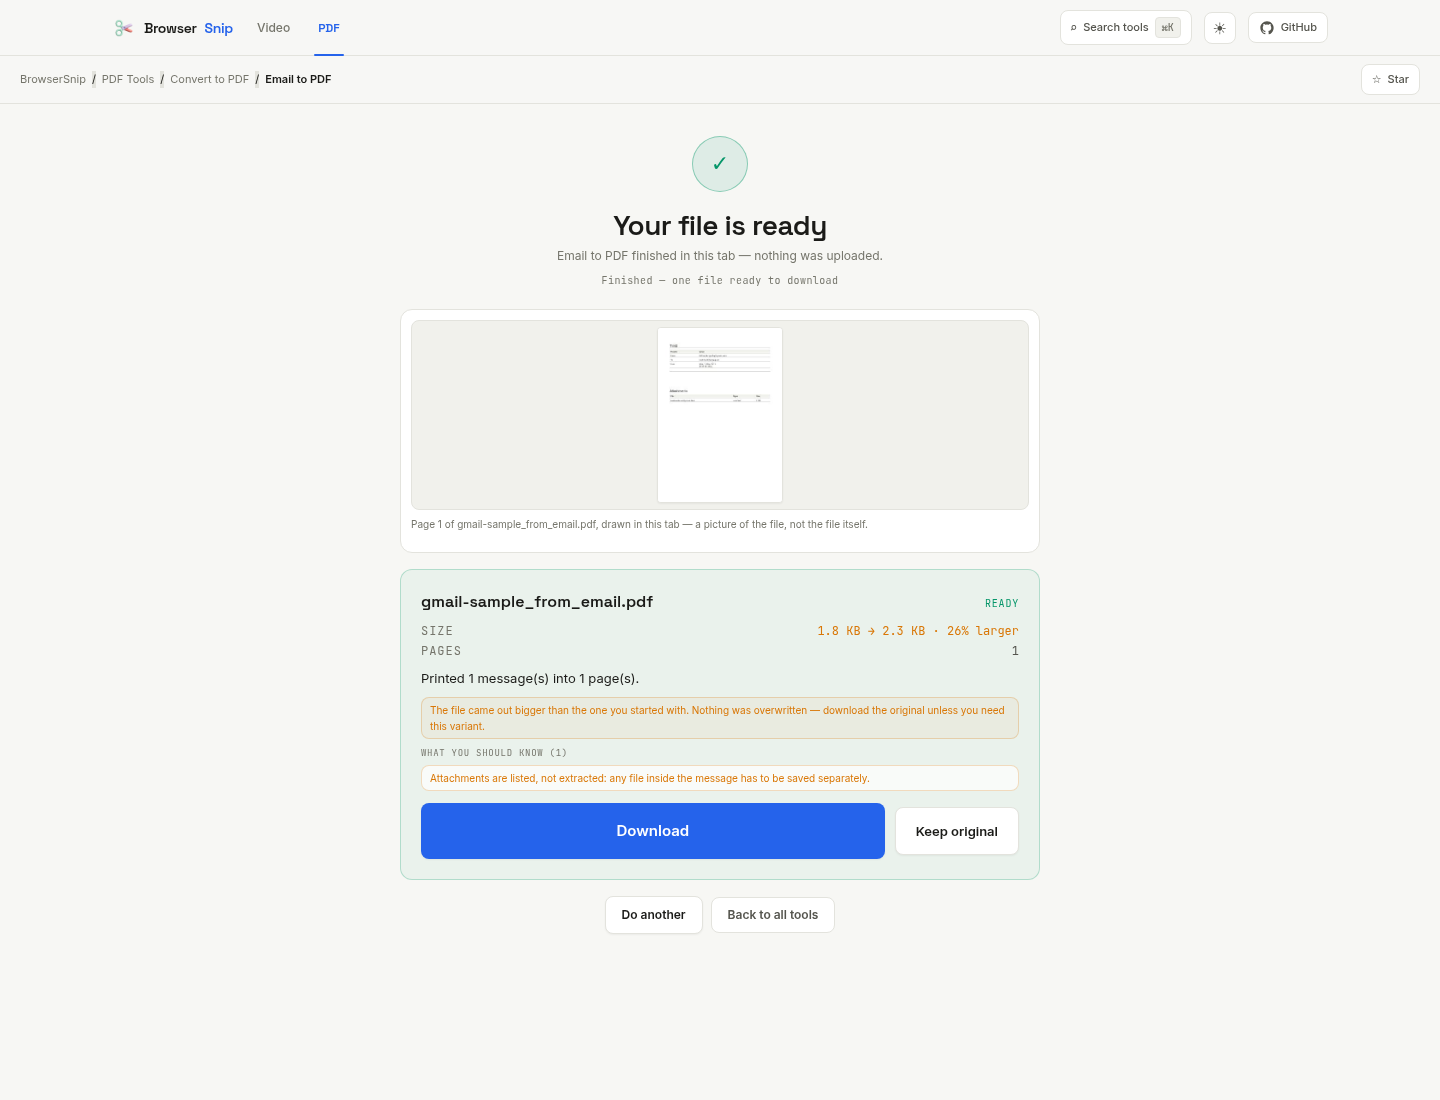 Browser Snip Video PDF Search tools ⌘K GitHub
BrowserSnip / PDF Tools / Convert to PDF / Email to PDF
☆ Star
✓
Your file is ready
Email to PDF finished in this tab — nothing was uploaded.
Finished — one file ready to download
Page 1 of gmail-sample_from_email.pdf, drawn in this tab — a picture of the file, not the file itself.
gmail-sample_from_email.pdf
READY
SIZE 1.8 KB → 2.3 KB · 26% larger
PAGES 1
Printed 1 message(s) into 1 page(s).
The file came out bigger than the one you started with. Nothing was overwritten — download the original unless you need
this variant.
WHAT YOU SHOULD KNOW (1)
Attachments are listed, not extracted: any file inside the message has to be saved separately.
Download
Keep original
Do another
Back to all tools